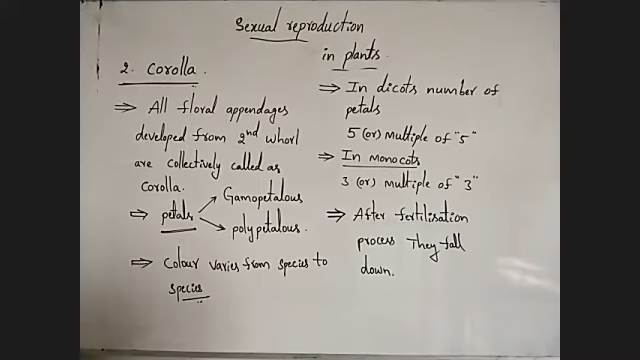 Sexual reproduction
in plants.
2. Corolla.
⇒ All floral appendages
developed from 2nd whorl
are collectively called as
Corolla.
⇒ petals → Gamopetalous
→ polypetalous.
⇒ Colour varies from species to
species
⇒ In dicots number of
petals
5 (or) multiple of "5"
⇒ In monocots
3 (or) multiple of "3"
⇒ After fertilisation
process They fall
down.